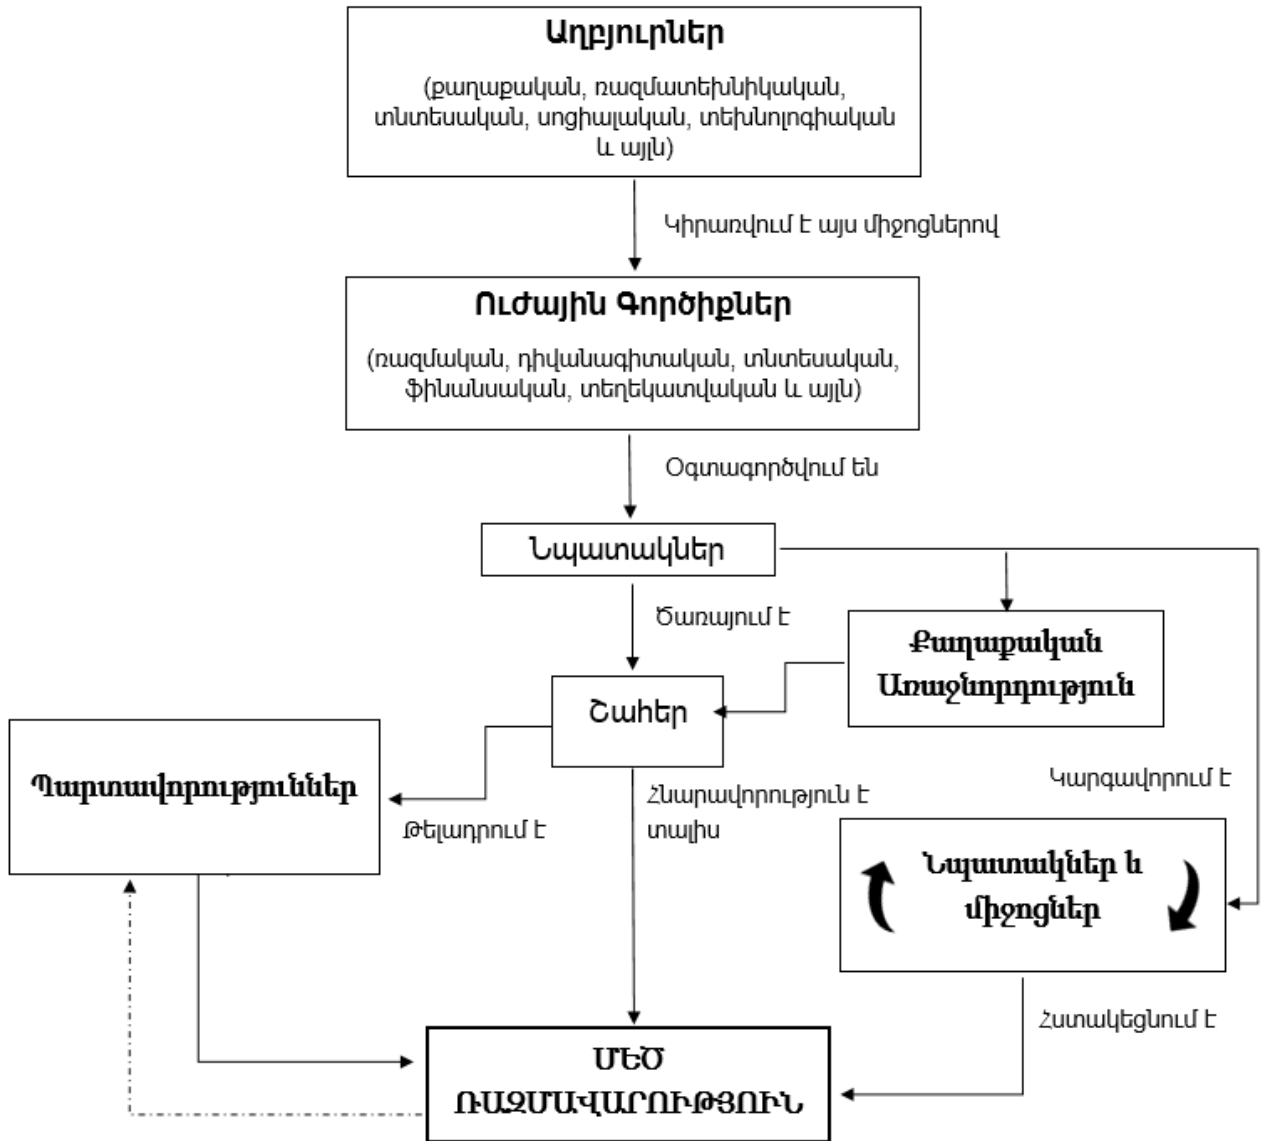 Աղբյուրներ
(քաղաքական, ռազմատեխնիկական,
տնտեսական, սոցիալական, տեխնոլոգիական
և այլն)
Կիրառվում է այս միջոցներով
Ուժային Գործիքներ
(ռազմական, դիվանագիտական, տնտեսական,
ֆինանսական, տեղեկատվական և այլն)
Օգտագործվում են
Նպատակներ
Ծառայում է
Քաղաքական
Առաջնորդություն
Շահեր
Պարտավորություններ
Թելադրում է
Հնարավորություն է
տալիս
Կարգավորում է
Նպատակներ և
միջոցներ
Հստակեցնում է
ՄԵԾ
ՌԱԶՄԱՎԱՐՈՒԹՅՈՒՆ